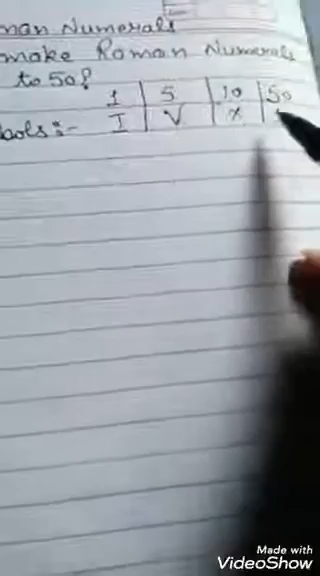 man Numerals
make Roman Numerals
to 50?
1 5 10 50
bols:- I V X
Made with
VideoShow